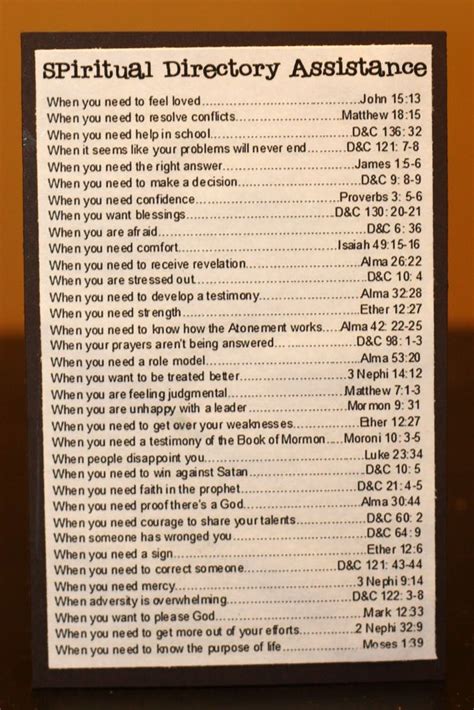 SPiritual Directory Assistance
When you need to feel loved..............................John 15:13
When you need to resolve conflicts.....................Matthew 18:15
When you need help in school............................D&C 136: 32
When it seems like your problems will never end.........D&C 121: 7-8
When you need the right answer..........................James 1:5-6
When you need to make a decision........................D&C 9: 8-9
When you need confidence................................Proverbs 3: 5-6
When you want blessings.................................D&C 130: 20-21
When you are afraid.....................................D&C 6: 36
When you need comfort...................................Isaiah 49:15-16
When you need to receive revelation.....................Alma 26:22
When you are stressed out...............................D&C 10: 4
When you need to develop a testimony....................Alma 32:28
When you need strength..................................Ether 12:27
When you need to know how the Atonement works....Alma 42: 22-25
When your prayers aren't being answered.................D&C 98: 1-3
When you need a role model..............................Alma 53:20
When you want to be treated better......................3 Nephi 14:12
When you are feeling judgmental.........................Matthew 7:1-3
When you are unhappy with a leader......................Mormon 9: 31
When you need to get over your weaknesses...............Ether 12:27
When you need a testimony of the Book of Mormon.....Moroni 10: 3-5
When people disappoint you..............................Luke 23:34
When you need to win against Satan......................D&C 10: 5
When you need faith in the prophet......................D&C 21: 4-5
When you need proof there's a God.......................Alma 30:44
When you need courage to share your talents.............D&C 60: 2
When someone has wronged you............................D&C 64: 9
When you need a sign....................................Ether 12:6
When you need to correct someone........................D&C 121: 43-44
When you need mercy.....................................3 Nephi 9:14
When adversity is overwhelming..........................D&C 122: 3-8
When you want to please God.............................Mark 12:33
When you need to get more out of your efforts...........2 Nephi 32:9
When you need to know the purpose of life...............Moses 1:39